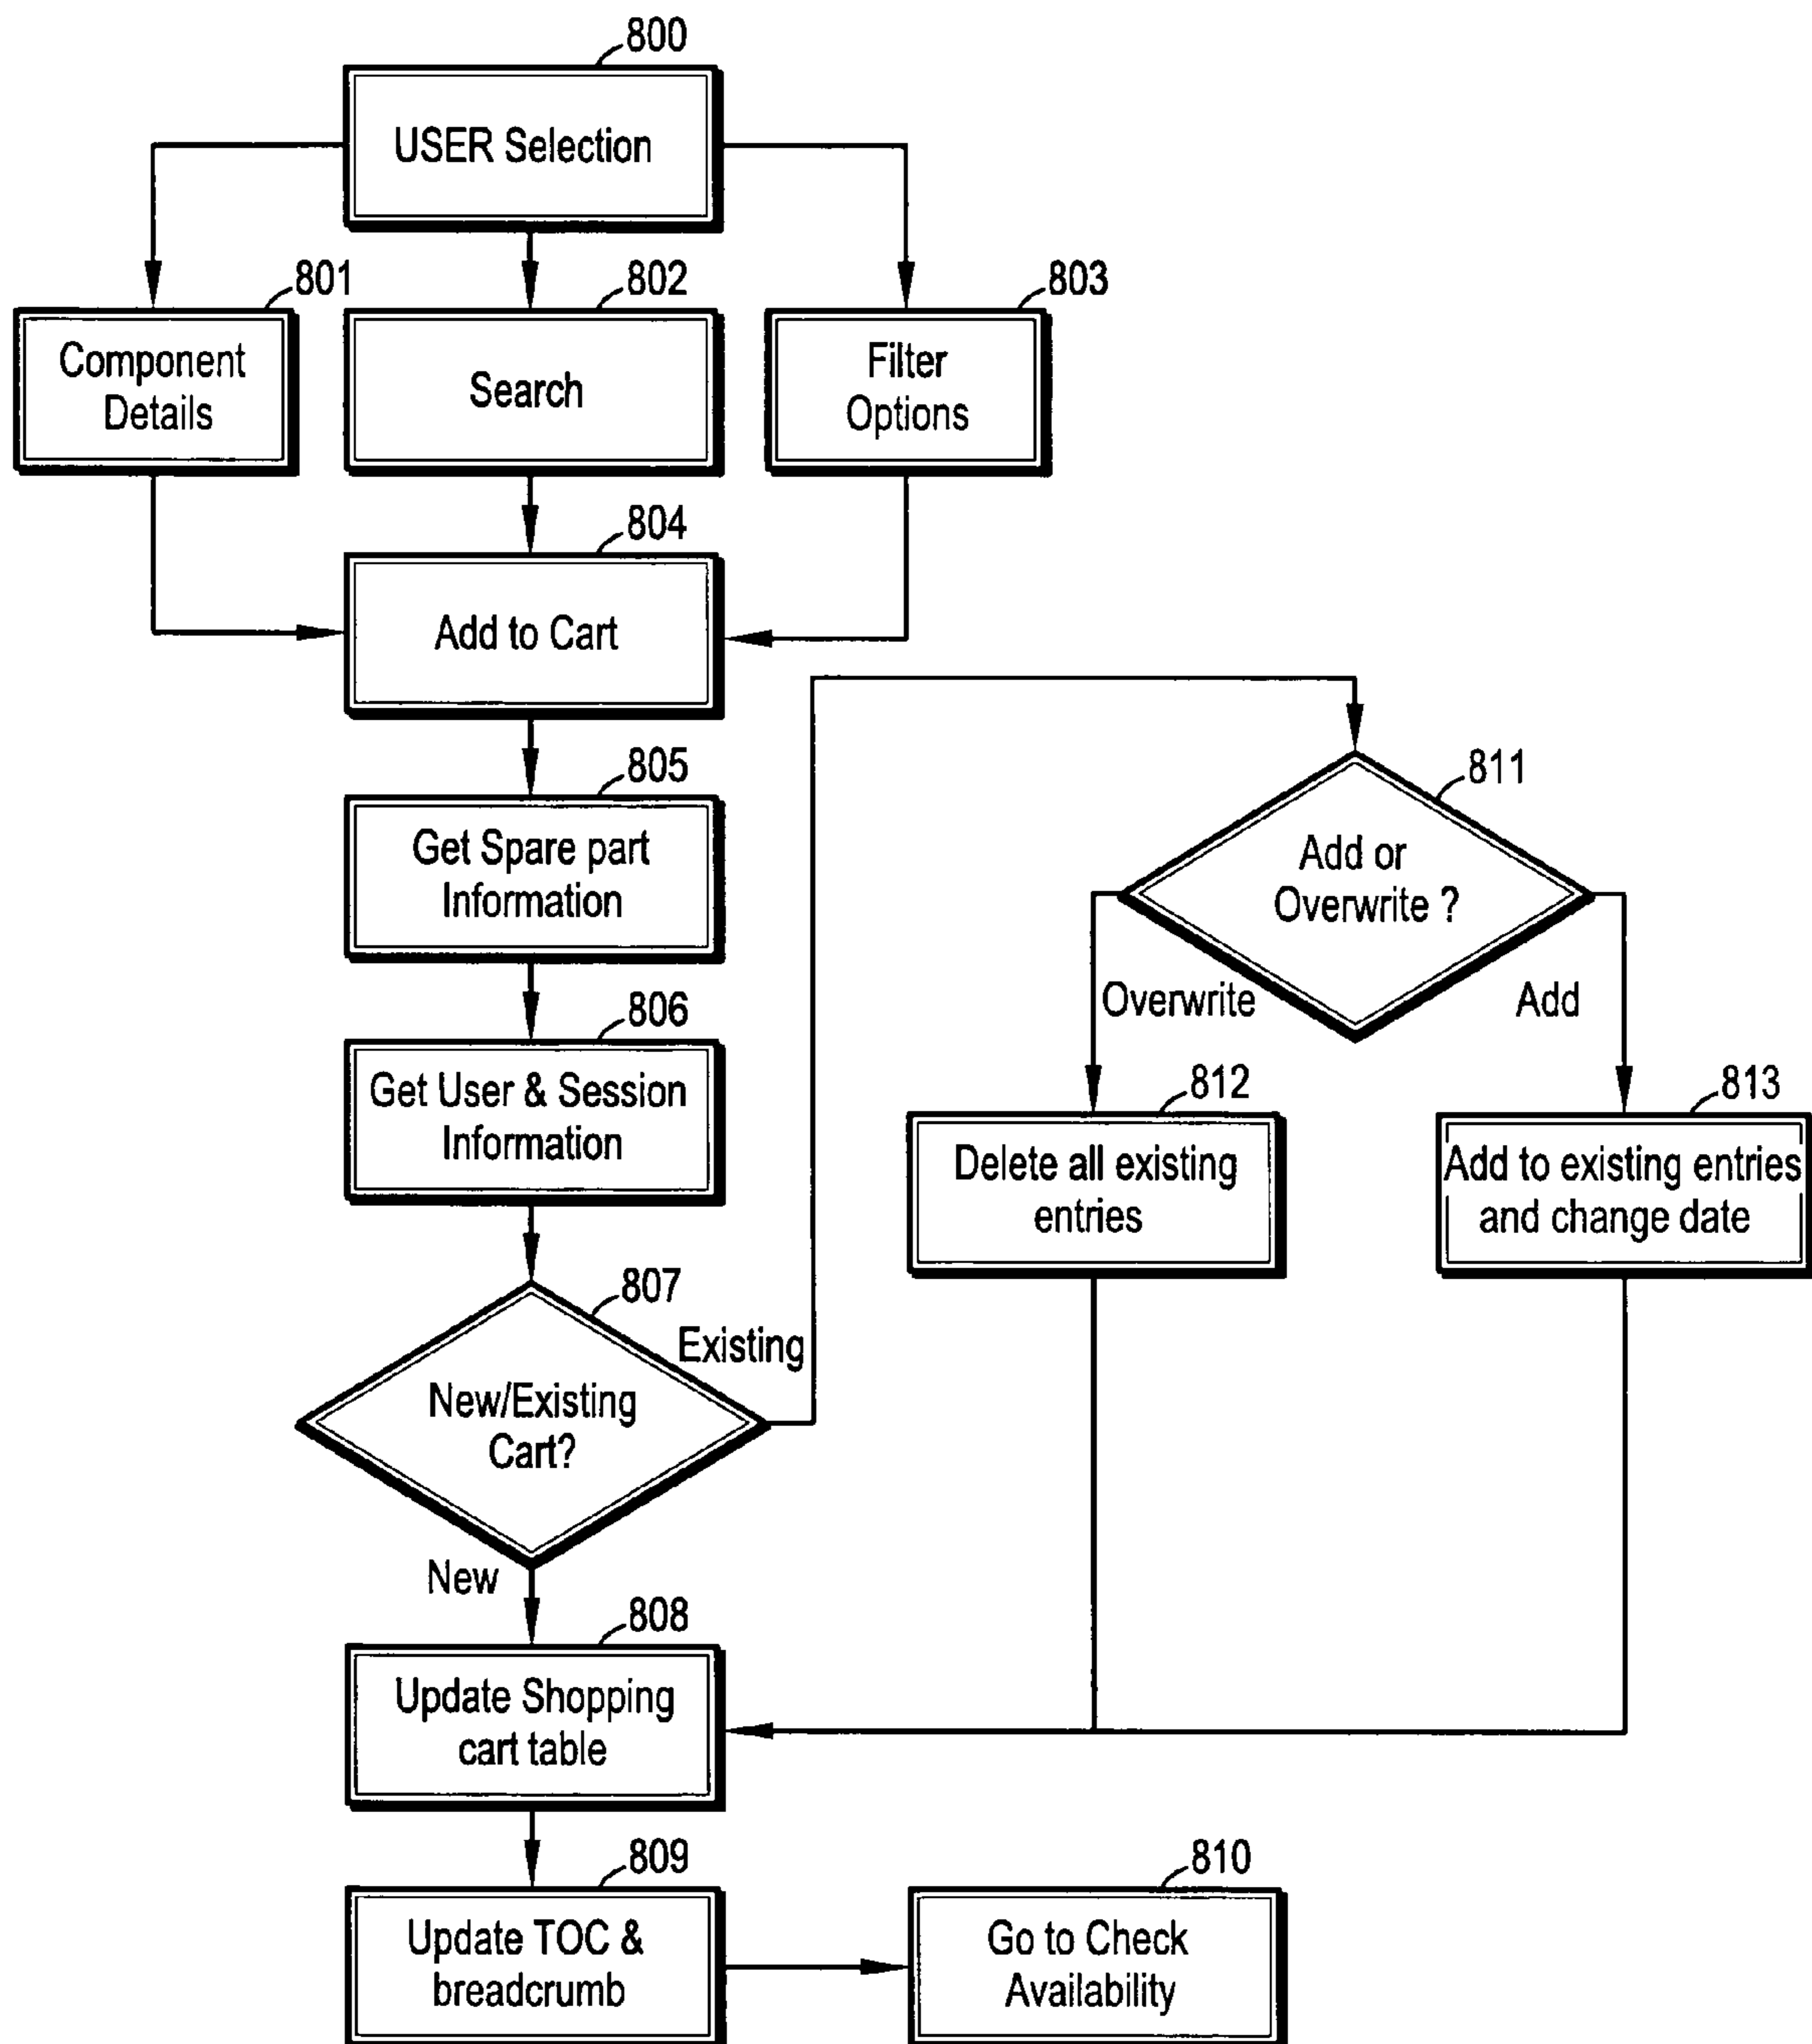 800
USER Selection
801
802
803
Component
Details
Search
Filter
Options
804
Add to Cart
805
Get Spare part
Information
811
Add or
Overwrite ?
Overwrite
Add
806
Get User & Session
Information
812
Delete all existing
entries
813
Add to existing entries
and change date
807
Existing
New/Existing
Cart?
New
808
Update Shopping
cart table
809
Update TOC &
breadcrumb
810
Go to Check
Availability